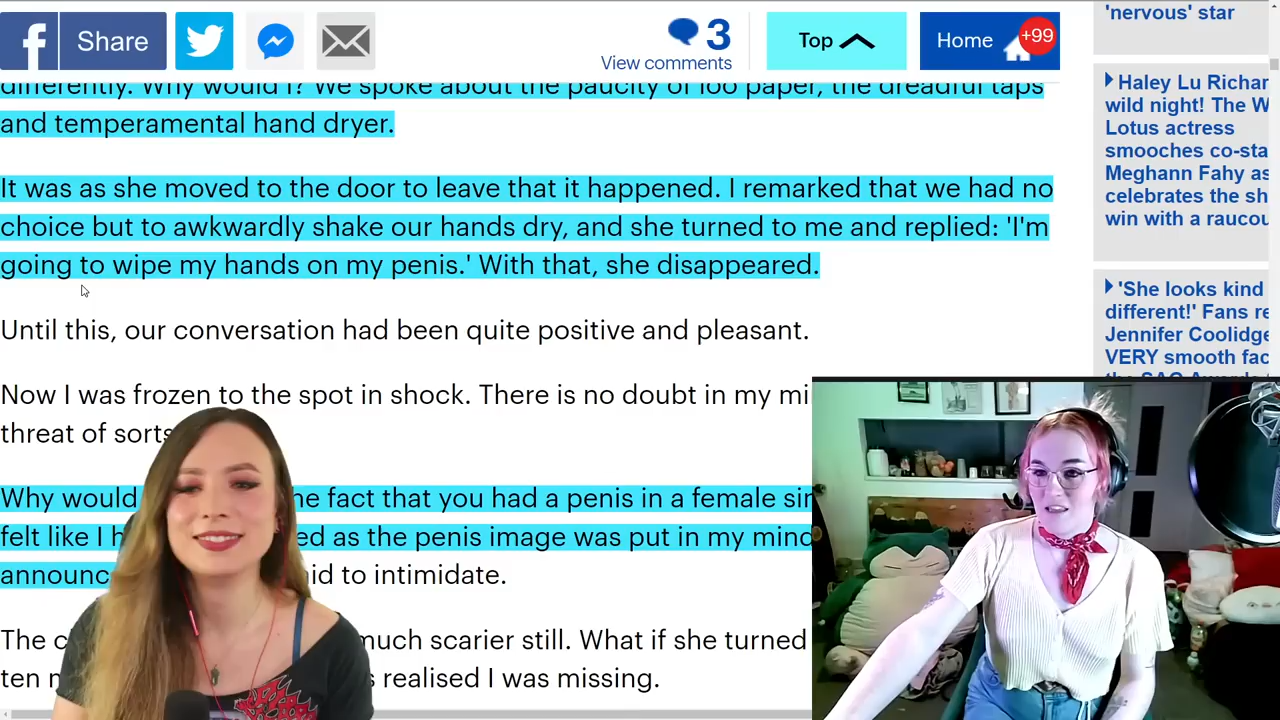 'nervous' star
Share
3
View comments
Top
Home
+99
differently. Why would I? We spoke about the paucity of loo paper, the dreadful taps
and temperamental hand dryer.
It was as she moved to the door to leave that it happened. I remarked that we had no
choice but to awkwardly shake our hands dry, and she turned to me and replied: 'I'm
going to wipe my hands on my penis.' With that, she disappeared.
Until this, our conversation had been quite positive and pleasant.
Now I was frozen to the spot in shock. There is no doubt in my mi
threat of sorts
Why would he fact that you had a penis in a female sin
felt like I h ed as the penis image was put in my mind
announc aid to intimidate.
The c much scarier still. What if she turned
ten m s realised I was missing.
Haley Lu Richar
wild night! The W
Lotus actress
smooches co-sta
Meghann Fahy as
celebrates the sh
win with a raucou
'She looks kind
different!' Fans re
Jennifer Coolidge
VERY smooth fac